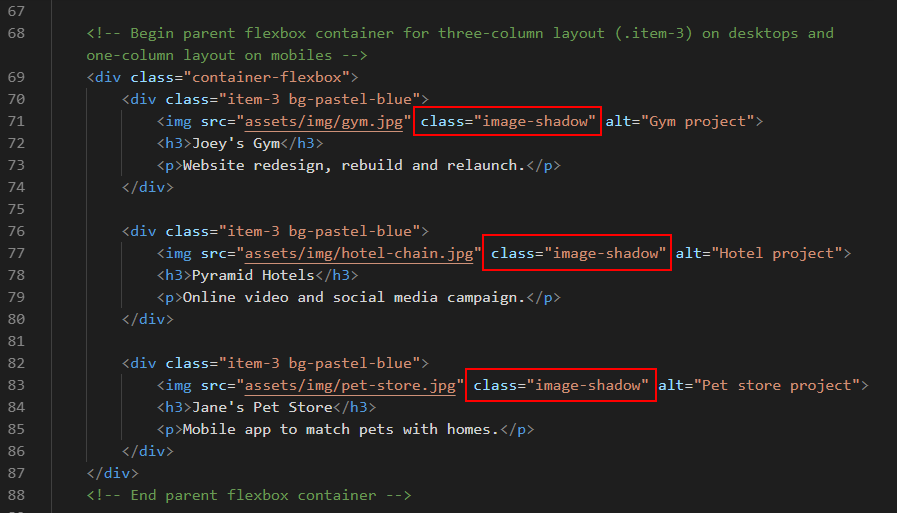 67
68 <!-- Begin parent flexbox container for three-column layout (.item-3) on desktops and
one-column layout on mobiles -->
69 <div class="container-flexbox">
70 <div class="item-3 bg-pastel-blue">
71 <img src="assets/img/gym.jpg" class="image-shadow" alt="Gym project">
72 <h3>Joey's Gym</h3>
73 <p>Website redesign, rebuild and relaunch.</p>
74 </div>
75
76 <div class="item-3 bg-pastel-blue">
77 <img src="assets/img/hotel-chain.jpg" class="image-shadow" alt="Hotel project">
78 <h3>Pyramid Hotels</h3>
79 <p>Online video and social media campaign.</p>
80 </div>
81
82 <div class="item-3 bg-pastel-blue">
83 <img src="assets/img/pet-store.jpg" class="image-shadow" alt="Pet store project">
84 <h3>Jane's Pet Store</h3>
85 <p>Mobile app to match pets with homes.</p>
86 </div>
87 </div>
88 <!-- End parent flexbox container -->